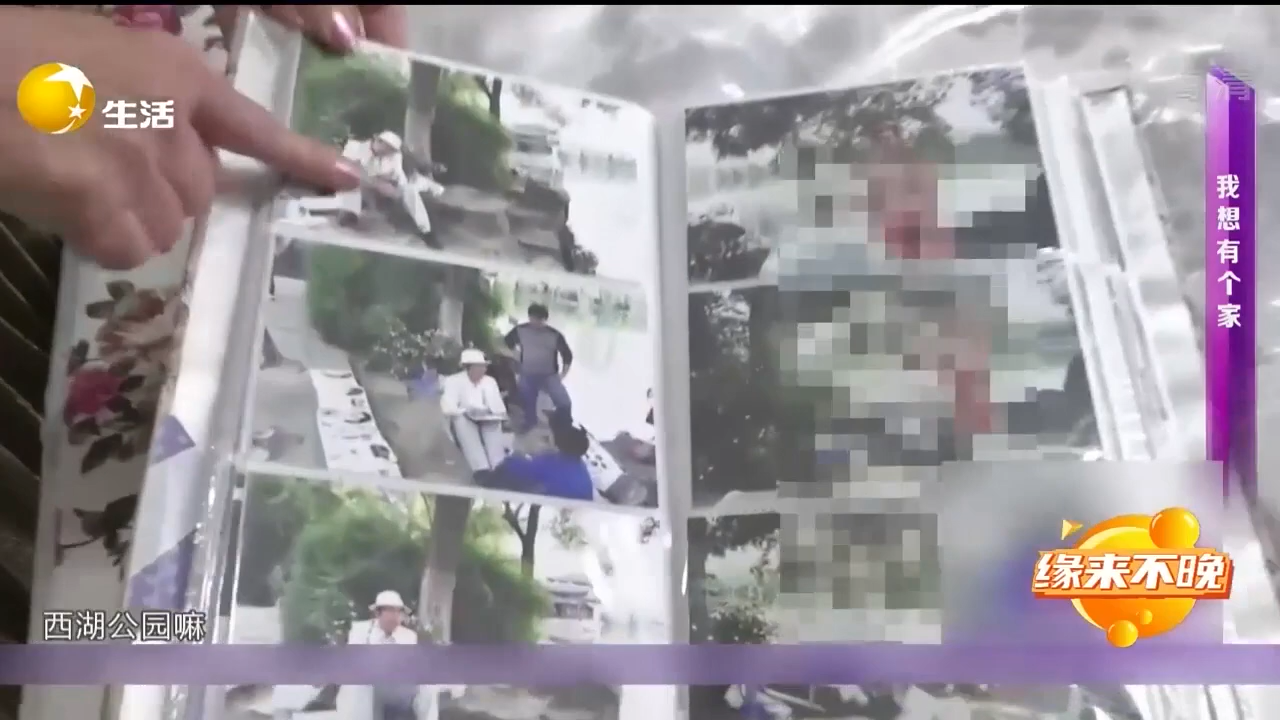 生活
我想有个家
缘来不晚
西湖公园嘛